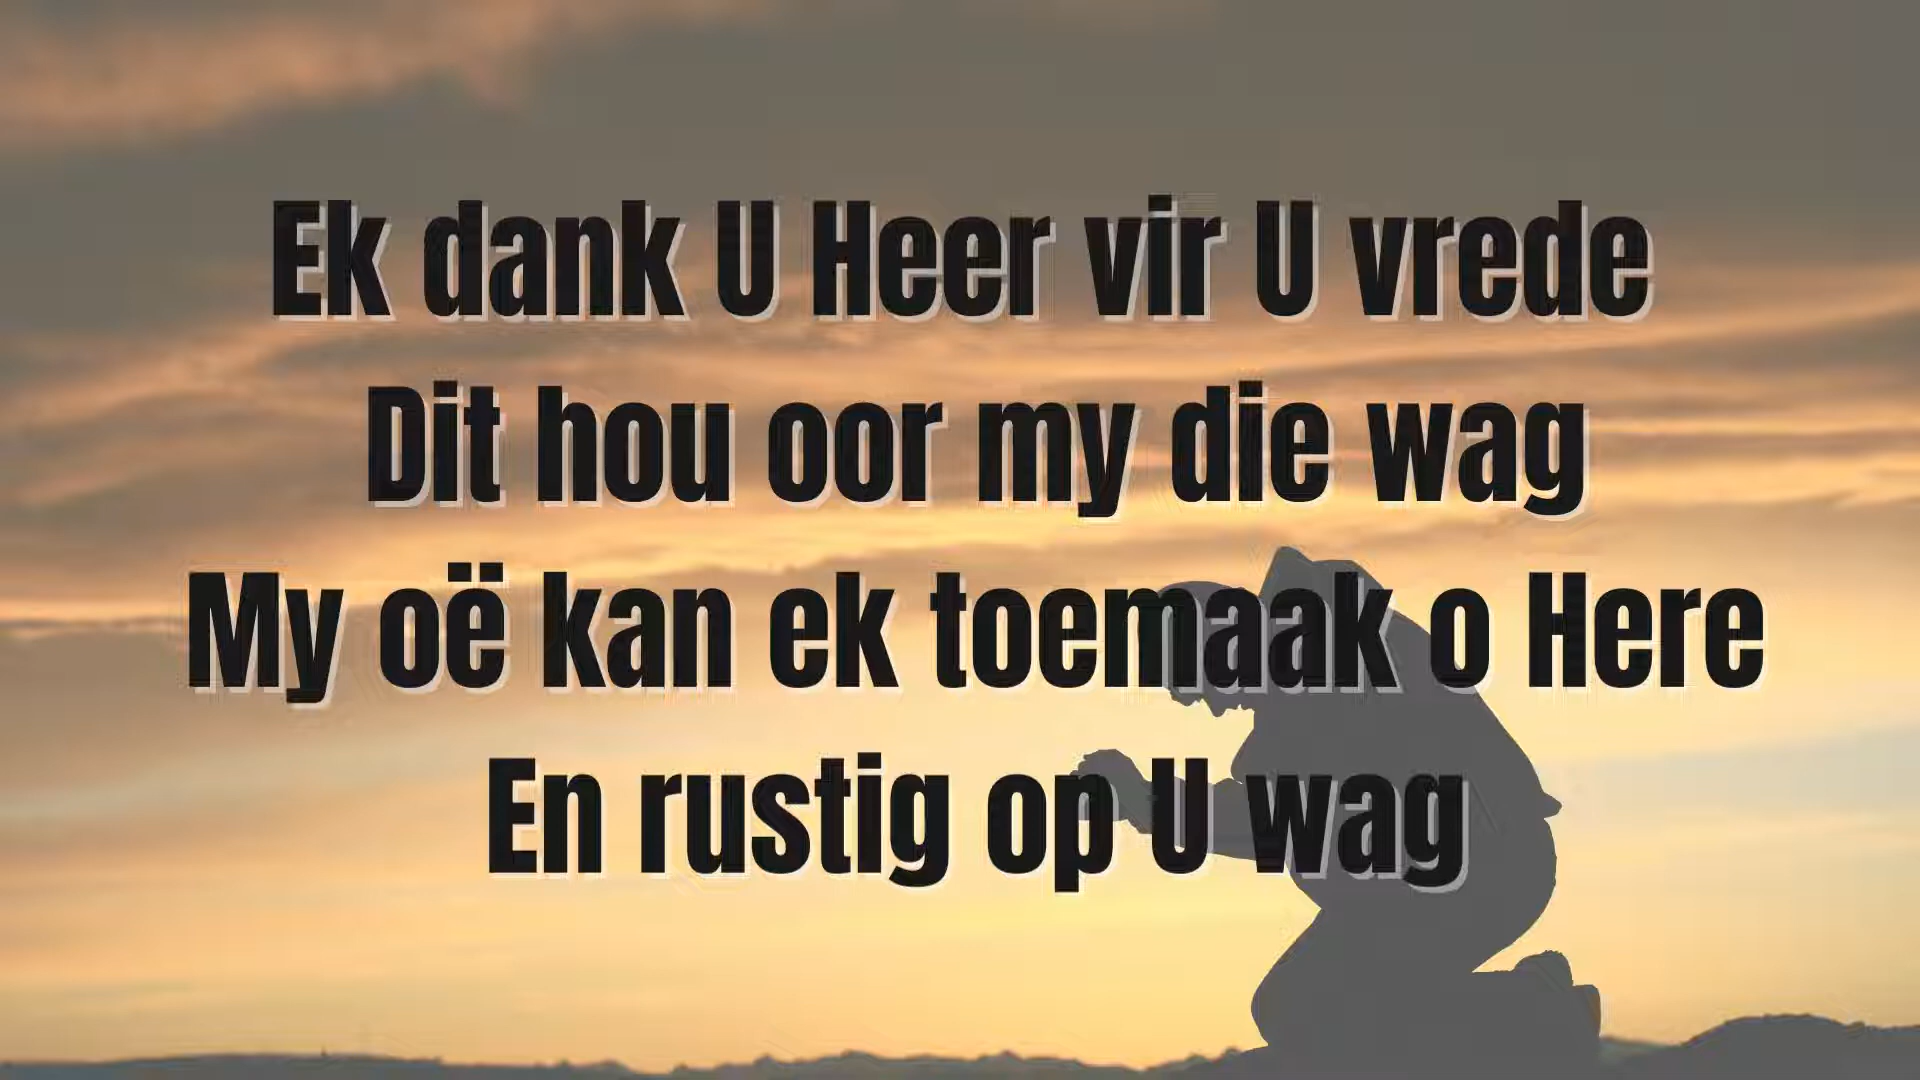 Ek dank U Heer vir U vrede
Dit hou oor my die wag
My oë kan ek toemaak o Here
En rustig op U wag